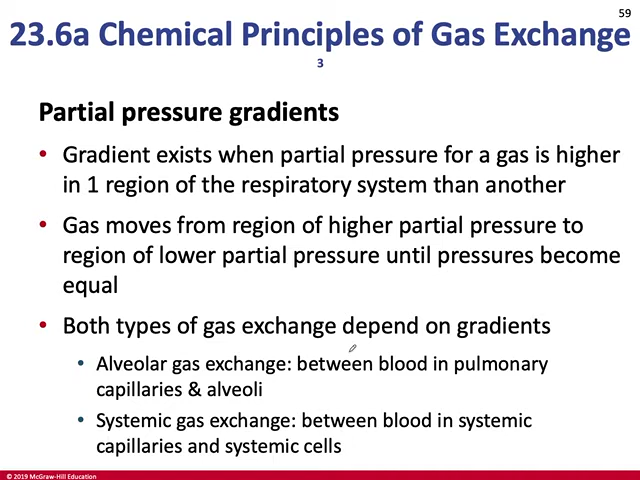 59
23.6a Chemical Principles of Gas Exchange
3
Partial pressure gradients
• Gradient exists when partial pressure for a gas is higher
in 1 region of the respiratory system than another
• Gas moves from region of higher partial pressure to
region of lower partial pressure until pressures become
equal
• Both types of gas exchange depend on gradients
• Alveolar gas exchange: between blood in pulmonary
capillaries & alveoli
• Systemic gas exchange: between blood in systemic
capillaries and systemic cells
© 2019 McGraw-Hill Education